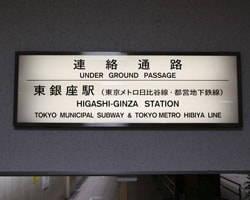 連絡通路
UNDER GROUND PASSAGE
東銀座駅（東京メトロ日比谷線・都営地下鉄線）
HIGASHI-GINZA STATION
TOKYO MUNICIPAL SUBWAY & TOKYO METRO HIBIYA LINE